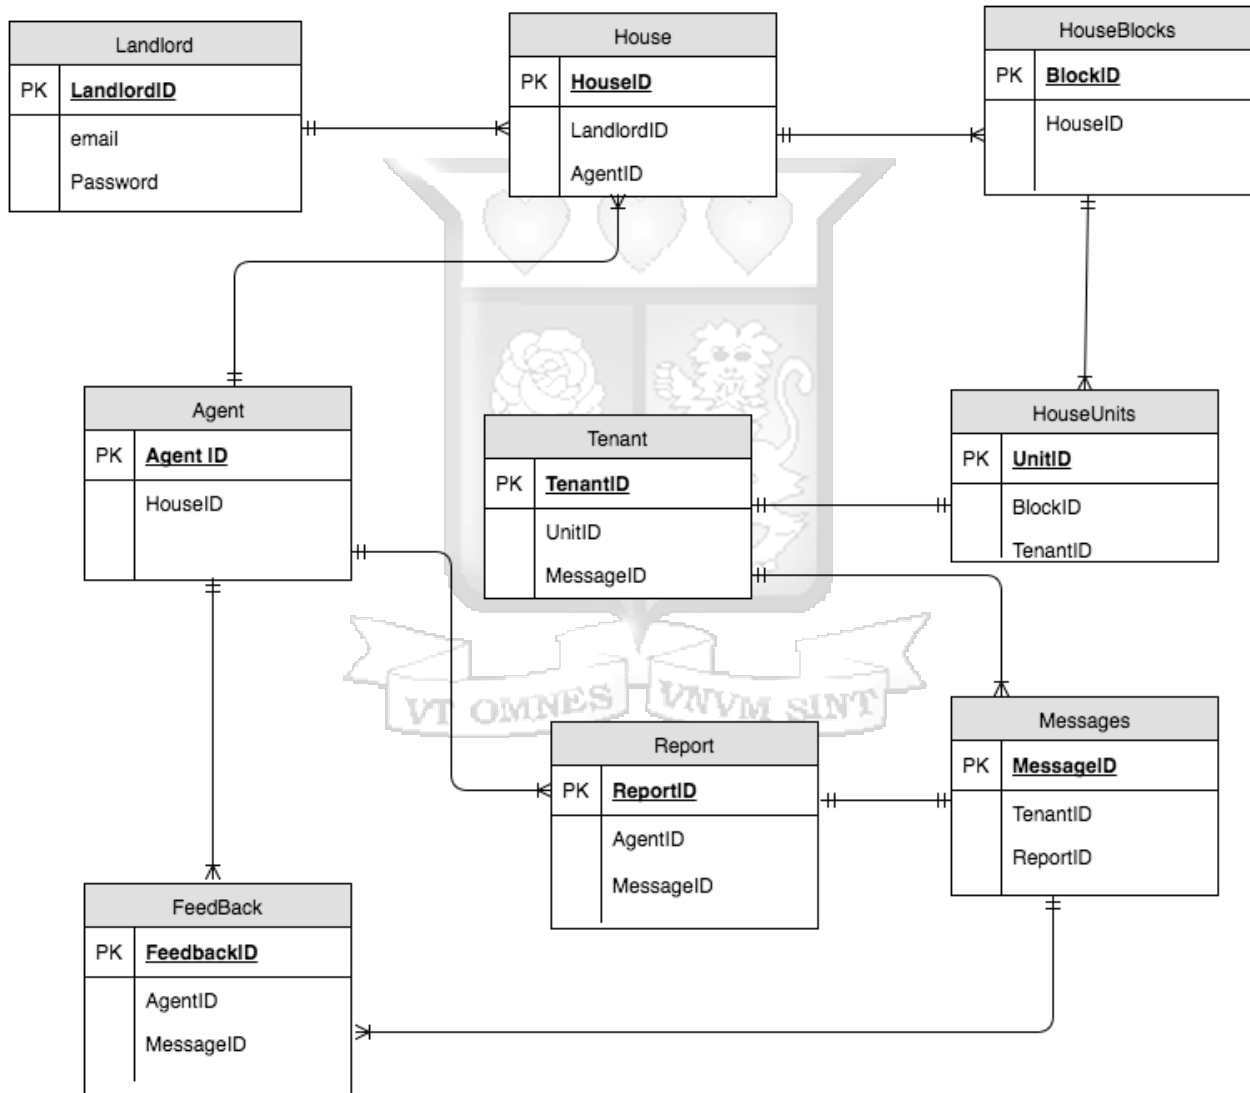 Landlord
PK LandlordID
email
Password
House
PK HouseID
LandlordID
AgentID
HouseBlocks
PK BlockID
HouseID
Agent
PK Agent ID
HouseID
Tenant
PK TenantID
UnitID
MessageID
HouseUnits
PK UnitID
BlockID
TenantID
VT OMNES VNVM SINT
Report
PK ReportID
AgentID
MessageID
Messages
PK MessageID
TenantID
ReportID
FeedBack
PK FeedbackID
AgentID
MessageID